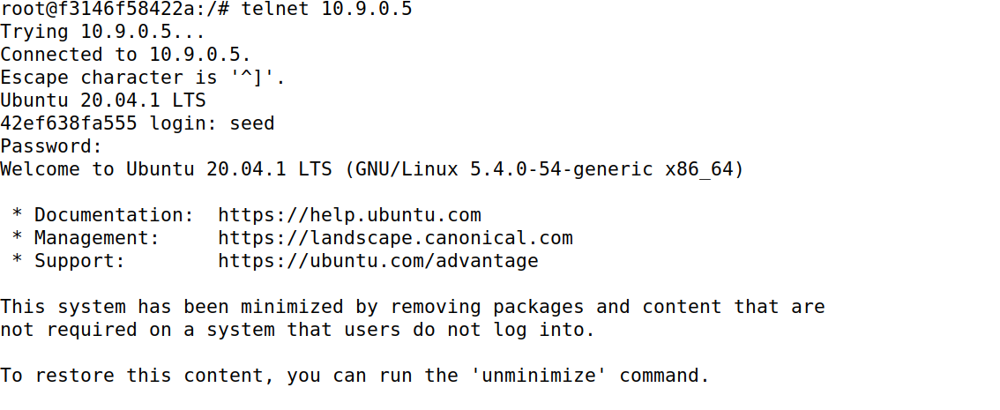 root@f3146f58422a:/# telnet 10.9.0.5
Trying 10.9.0.5...
Connected to 10.9.0.5.
Escape character is '^]'.
Ubuntu 20.04.1 LTS
42ef638fa555 login: seed
Password:
Welcome to Ubuntu 20.04.1 LTS (GNU/Linux 5.4.0-54-generic x86_64)

 * Documentation:  https://help.ubuntu.com
 * Management:     https://landscape.canonical.com
 * Support:        https://ubuntu.com/advantage

This system has been minimized by removing packages and content that are
not required on a system that users do not log into.

To restore this content, you can run the 'unminimize' command.